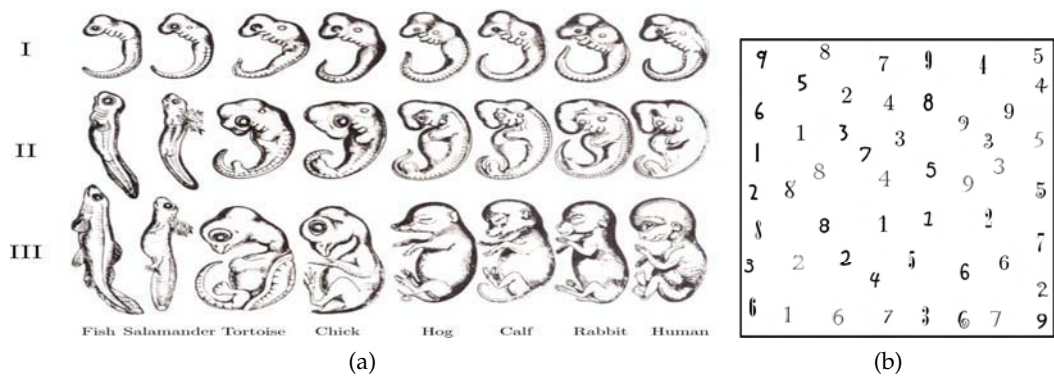 I
II
III
Fish Salamander Tortoise Chick Hog Calf Rabbit Human
(a)
9 8 7 9 4 5
5 4
2 4 8
6 9 9
1 3 3 3 5
1 7
8 4 5 9 3
2 8 5
8 8 1 1 2
7
3 2 2 5 6 6
4 2
6 1 6 7 3 6 7 9
(b)